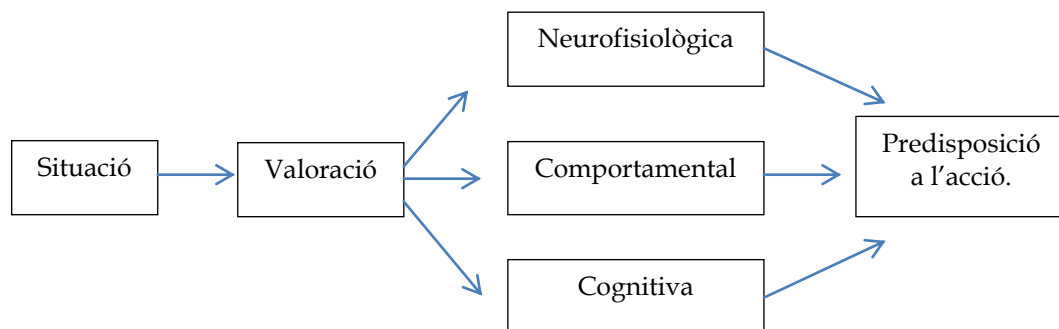 Neurofisiològica
Situació
Valoració
Comportamental
Predisposició
a l’acció.
Cognitiva